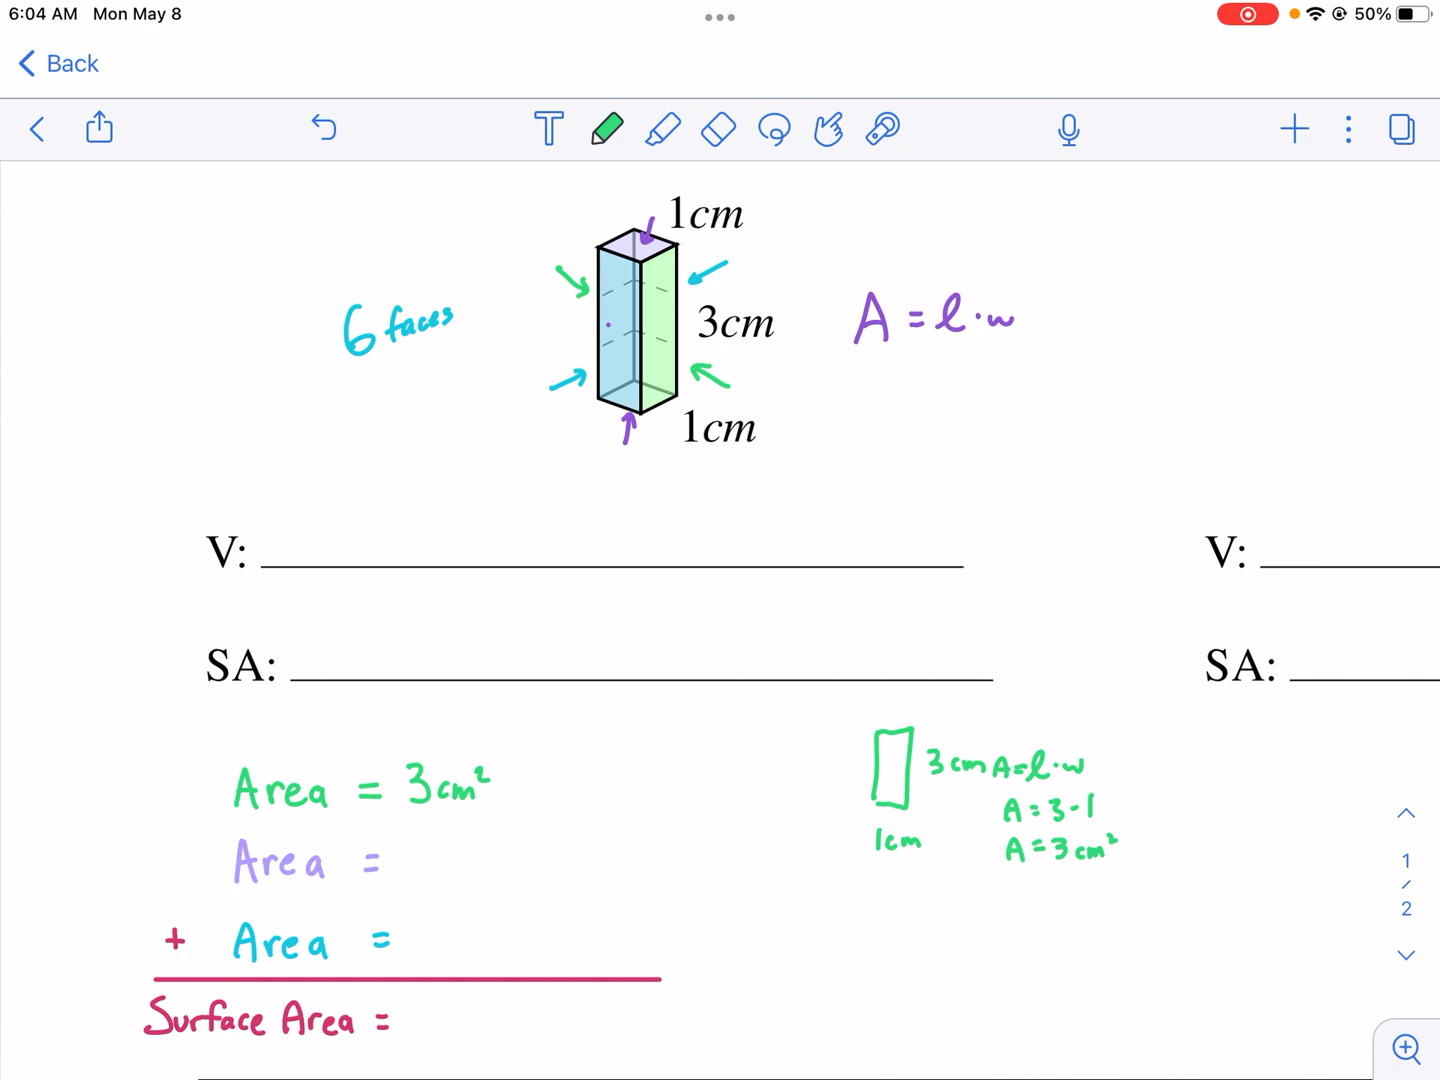 6:04 AM Mon May 8
50%
Back
1cm
6 faces
3cm
A = l·w
1cm
V:
V:
SA:
SA:
3cm A=l·w
Area = 3cm²
A = 3·1
1cm
A = 3cm²
Area =
1
/
2
+ Area =
Surface Area =